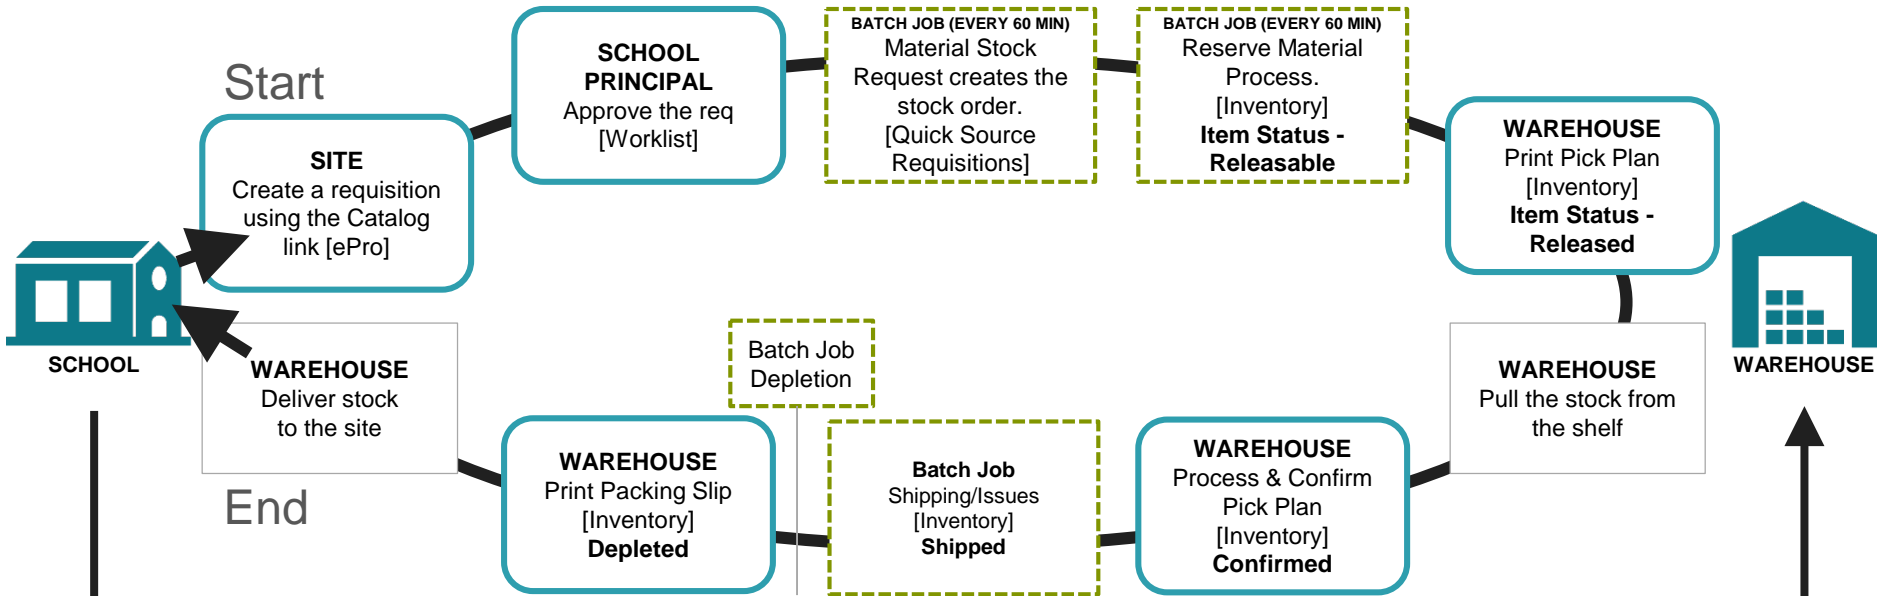 Start
SITE
Create a requisition
using the Catalog
link [ePro]
SCHOOL
PRINCIPAL
Approve the req
[Worklist]
BATCH JOB (EVERY 60 MIN)
Material Stock
Request creates the
stock order.
[Quick Source
Requisitions]
BATCH JOB (EVERY 60 MIN)
Reserve Material
Process.
[Inventory]
Item Status -
Releasable
WAREHOUSE
Print Pick Plan
[Inventory]
Item Status -
Released
WAREHOUSE
WAREHOUSE
Pull the stock from
the shelf
WAREHOUSE
Process & Confirm
Pick Plan
[Inventory]
Confirmed
Batch Job
Shipping/Issues
[Inventory]
Shipped
Batch Job
Depletion
WAREHOUSE
Print Packing Slip
[Inventory]
Depleted
WAREHOUSE
Deliver stock
to the site
End
SCHOOL